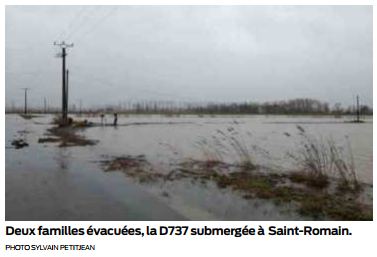 Deux familles évacuées, la D737 submergée à Saint-Romain.
PHOTO SYLVAIN PETITJEAN